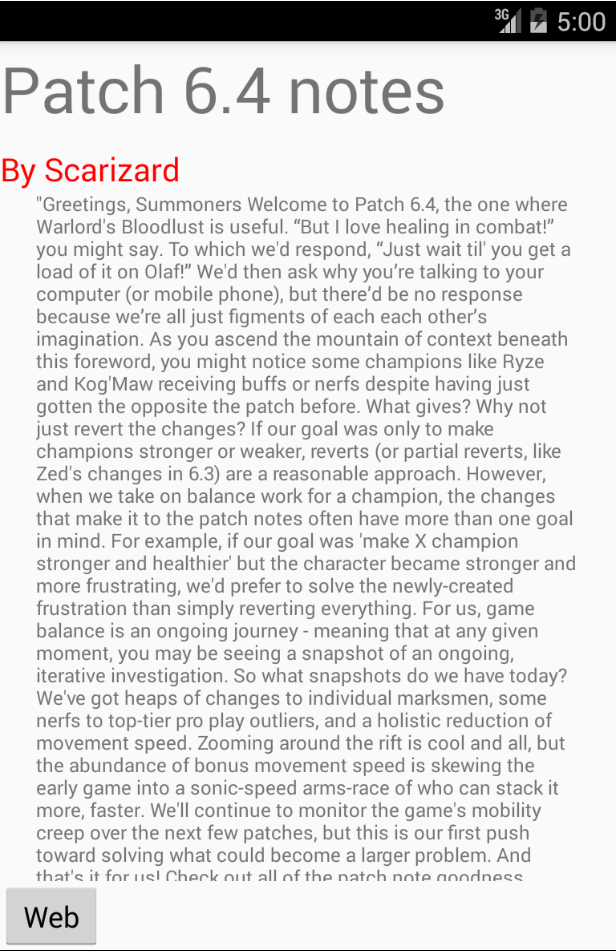 3G
5:00
Patch 6.4 notes
By Scarizard
"Greetings, Summoners Welcome to Patch 6.4, the one where
Warlord's Bloodlust is useful. “But I love healing in combat!”
you might say. To which we'd respond, “Just wait til' you get a
load of it on Olaf!” We'd then ask why you’re talking to your
computer (or mobile phone), but there’d be no response
because we’re all just figments of each each other’s
imagination. As you ascend the mountain of context beneath
this foreword, you might notice some champions like Ryze
and Kog'Maw receiving buffs or nerfs despite having just
gotten the opposite the patch before. What gives? Why not
just revert the changes? If our goal was only to make
champions stronger or weaker, reverts (or partial reverts, like
Zed's changes in 6.3) are a reasonable approach. However,
when we take on balance work for a champion, the changes
that make it to the patch notes often have more than one goal
in mind. For example, if our goal was 'make X champion
stronger and healthier' but the character became stronger and
more frustrating, we'd prefer to solve the newly-created
frustration than simply reverting everything. For us, game
balance is an ongoing journey - meaning that at any given
moment, you may be seeing a snapshot of an ongoing,
iterative investigation. So what snapshots do we have today?
We've got heaps of changes to individual marksmen, some
nerfs to top-tier pro play outliers, and a holistic reduction of
movement speed. Zooming around the rift is cool and all, but
the abundance of bonus movement speed is skewing the
early game into a sonic-speed arms-race of who can stack it
more, faster. We'll continue to monitor the game's mobility
creep over the next few patches, but this is our first push
toward solving what could become a larger problem. And
that's it for us! Check out all of the patch note goodness
Web